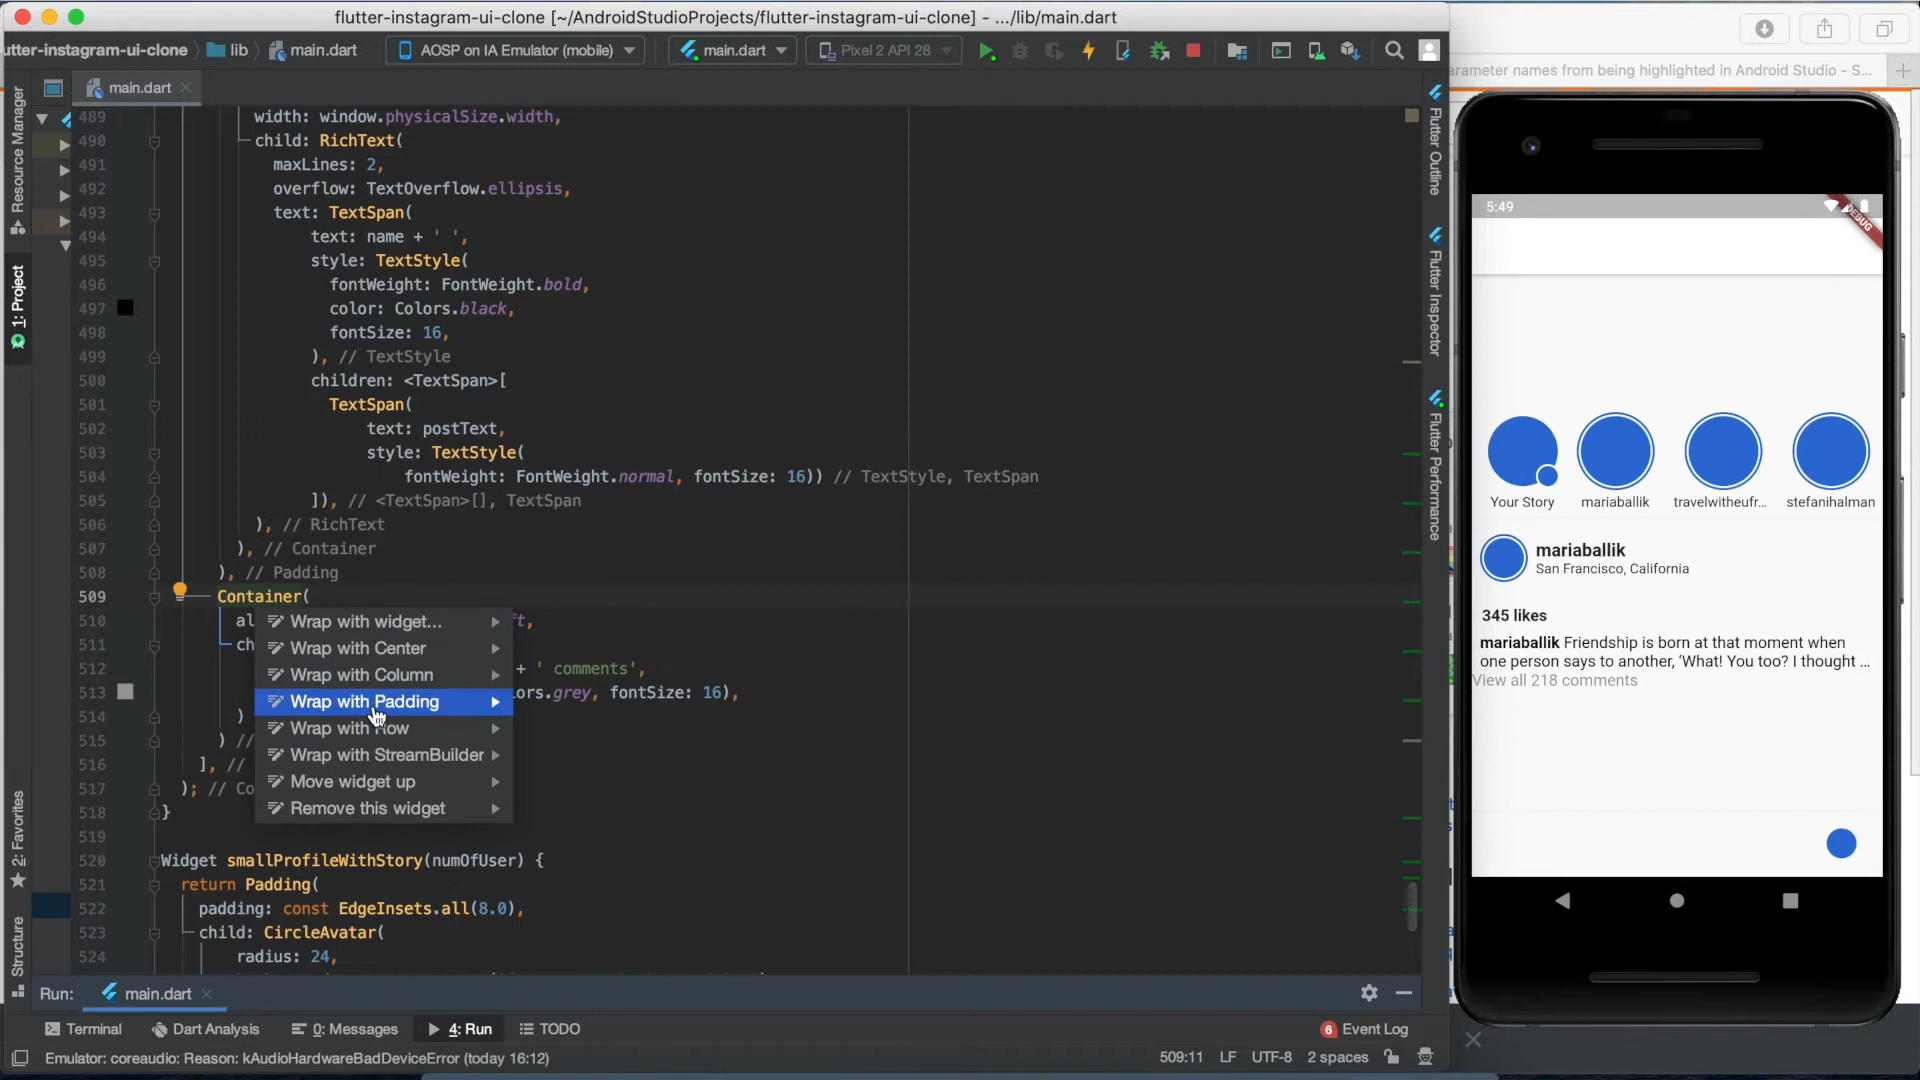 flutter-instagram-ui-clone [~/AndroidStudioProjects/flutter-instagram-ui-clone] - .../lib/main.dart
utter-instagram-ui-clone
lib
main.dart
AOSP on IA Emulator (mobile)
main.dart
Pixel 2 API 28
arameter names from being highlighted in Android Studio - S...
main.dart
Resource Manager
1: Project
2: Favorites
Structure
Flutter Outline
Flutter Inspector
Flutter Performance
489 width: window.physicalSize.width,
490 child: RichText(
491 maxLines: 2,
492 overflow: TextOverflow.ellipsis,
493 text: TextSpan(
494 text: name + ' ',
495 style: TextStyle(
496 fontWeight: FontWeight.bold,
497 color: Colors.black,
498 fontSize: 16,
499 ), // TextStyle
500 children: <TextSpan>[
501 TextSpan(
502 text: postText,
503 style: TextStyle(
504 fontWeight: FontWeight.normal, fontSize: 16)) // TextStyle, TextSpan
505 ]), // <TextSpan>[], TextSpan
506 ), // RichText
507 ), // Container
508 ), // Padding
509 Container(
510 al ft,
511 ch
512 + ' comments',
513 ors.grey, fontSize: 16),
514 )
515 ) //
516 ], //
517 ); // Co
518 }
519
520 Widget smallProfileWithStory(numOfUser) {
521 return Padding(
522 padding: const EdgeInsets.all(8.0),
523 child: CircleAvatar(
524 radius: 24,
Wrap with widget...
Wrap with Center
Wrap with Column
Wrap with Padding
Wrap with Row
Wrap with StreamBuilder
Move widget up
Remove this widget
5:49
DEBUG
Your Story
mariaballik
travelwitheufr...
stefanihalman
mariaballik
San Francisco, California
345 likes
mariaballik Friendship is born at that moment when
one person says to another, 'What! You too? I thought ...
View all 218 comments
Run:
main.dart
Terminal
Dart Analysis
0: Messages
4: Run
TODO
6 Event Log
Emulator: coreaudio: Reason: kAudioHardwareBadDeviceError (today 16:12)
509:11
LF
UTF-8
2 spaces